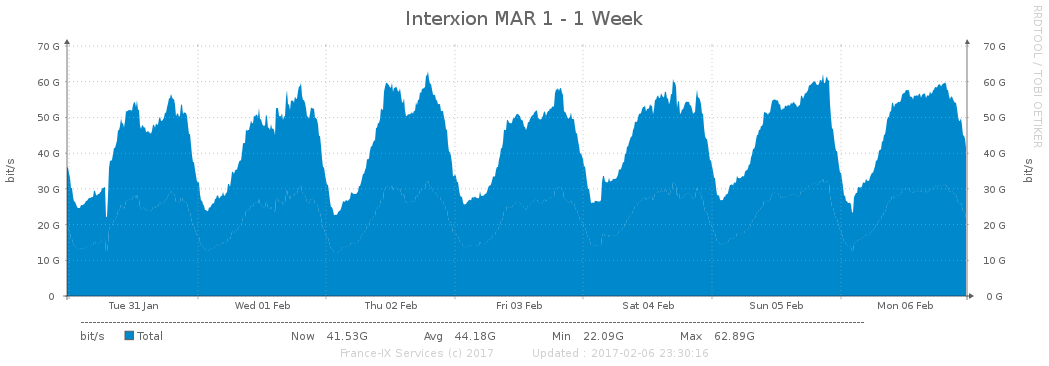 Interxion MAR 1 - 1 Week
RRDTOOL / TOBI OETIKER
bit/s
70 G 70 G
60 G 60 G
50 G 50 G
40 G 40 G
30 G 30 G
20 G 20 G
10 G 10 G
0 0 G
bit/s
Tue 31 Jan Wed 01 Feb Thu 02 Feb Fri 03 Feb Sat 04 Feb Sun 05 Feb Mon 06 Feb
bit/s Total Now 41.53G Avg 44.18G Min 22.09G Max 62.89G
France-IX Services (c) 2017 Updated : 2017-02-06 23:30:16